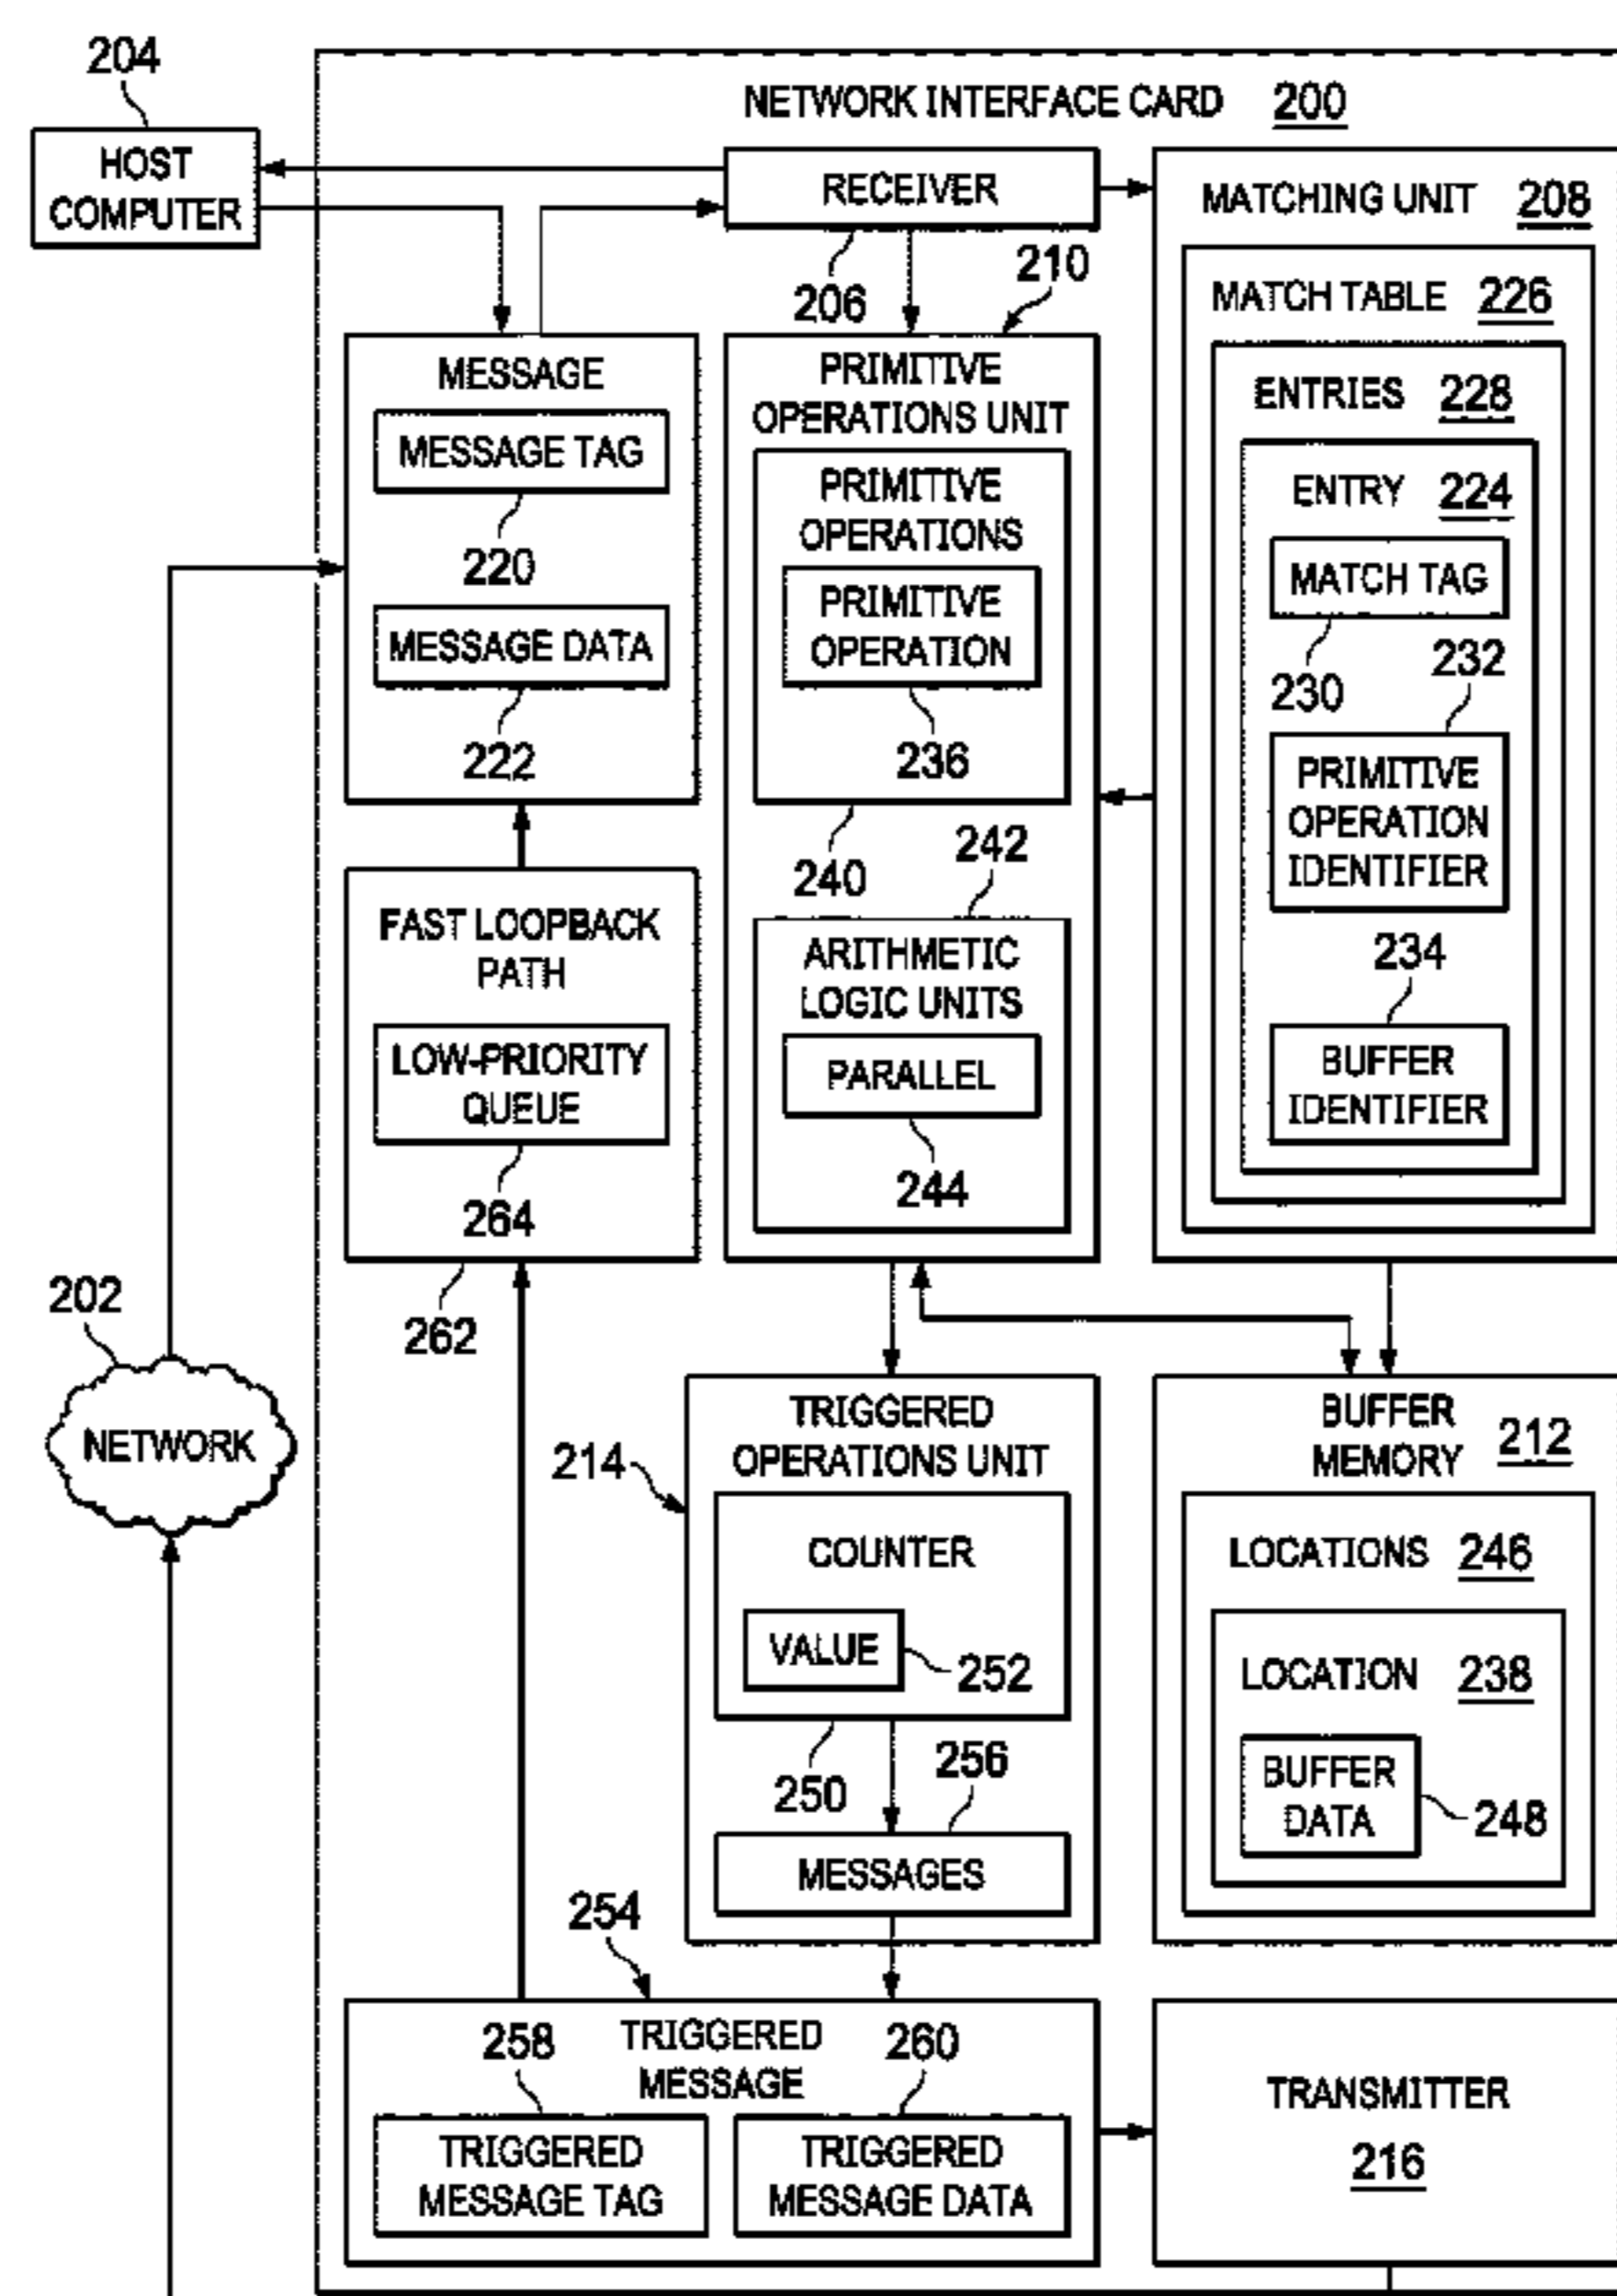 204
NETWORK INTERFACE CARD 200
HOST
COMPUTER
RECEIVER
206
210
MATCHING UNIT 208
MATCH TABLE 226
ENTRIES 228
ENTRY 224
MATCH TAG
230
232
PRIMITIVE
OPERATION
IDENTIFIER
234
BUFFER
IDENTIFIER
MESSAGE
MESSAGE TAG
220
MESSAGE DATA
222
PRIMITIVE
OPERATIONS UNIT
PRIMITIVE
OPERATIONS
PRIMITIVE
OPERATION
236
240
242
ARITHMETIC
LOGIC UNITS
PARALLEL
244
FAST LOOPBACK
PATH
LOW-PRIORITY
QUEUE
264
262
202
NETWORK
214
TRIGGERED
OPERATIONS UNIT
COUNTER
VALUE
252
250
256
MESSAGES
BUFFER
MEMORY 212
LOCATIONS 246
LOCATION 238
BUFFER
DATA
248
254
258
TRIGGERED
MESSAGE
260
TRIGGERED
MESSAGE TAG
TRIGGERED
MESSAGE DATA
TRANSMITTER
216